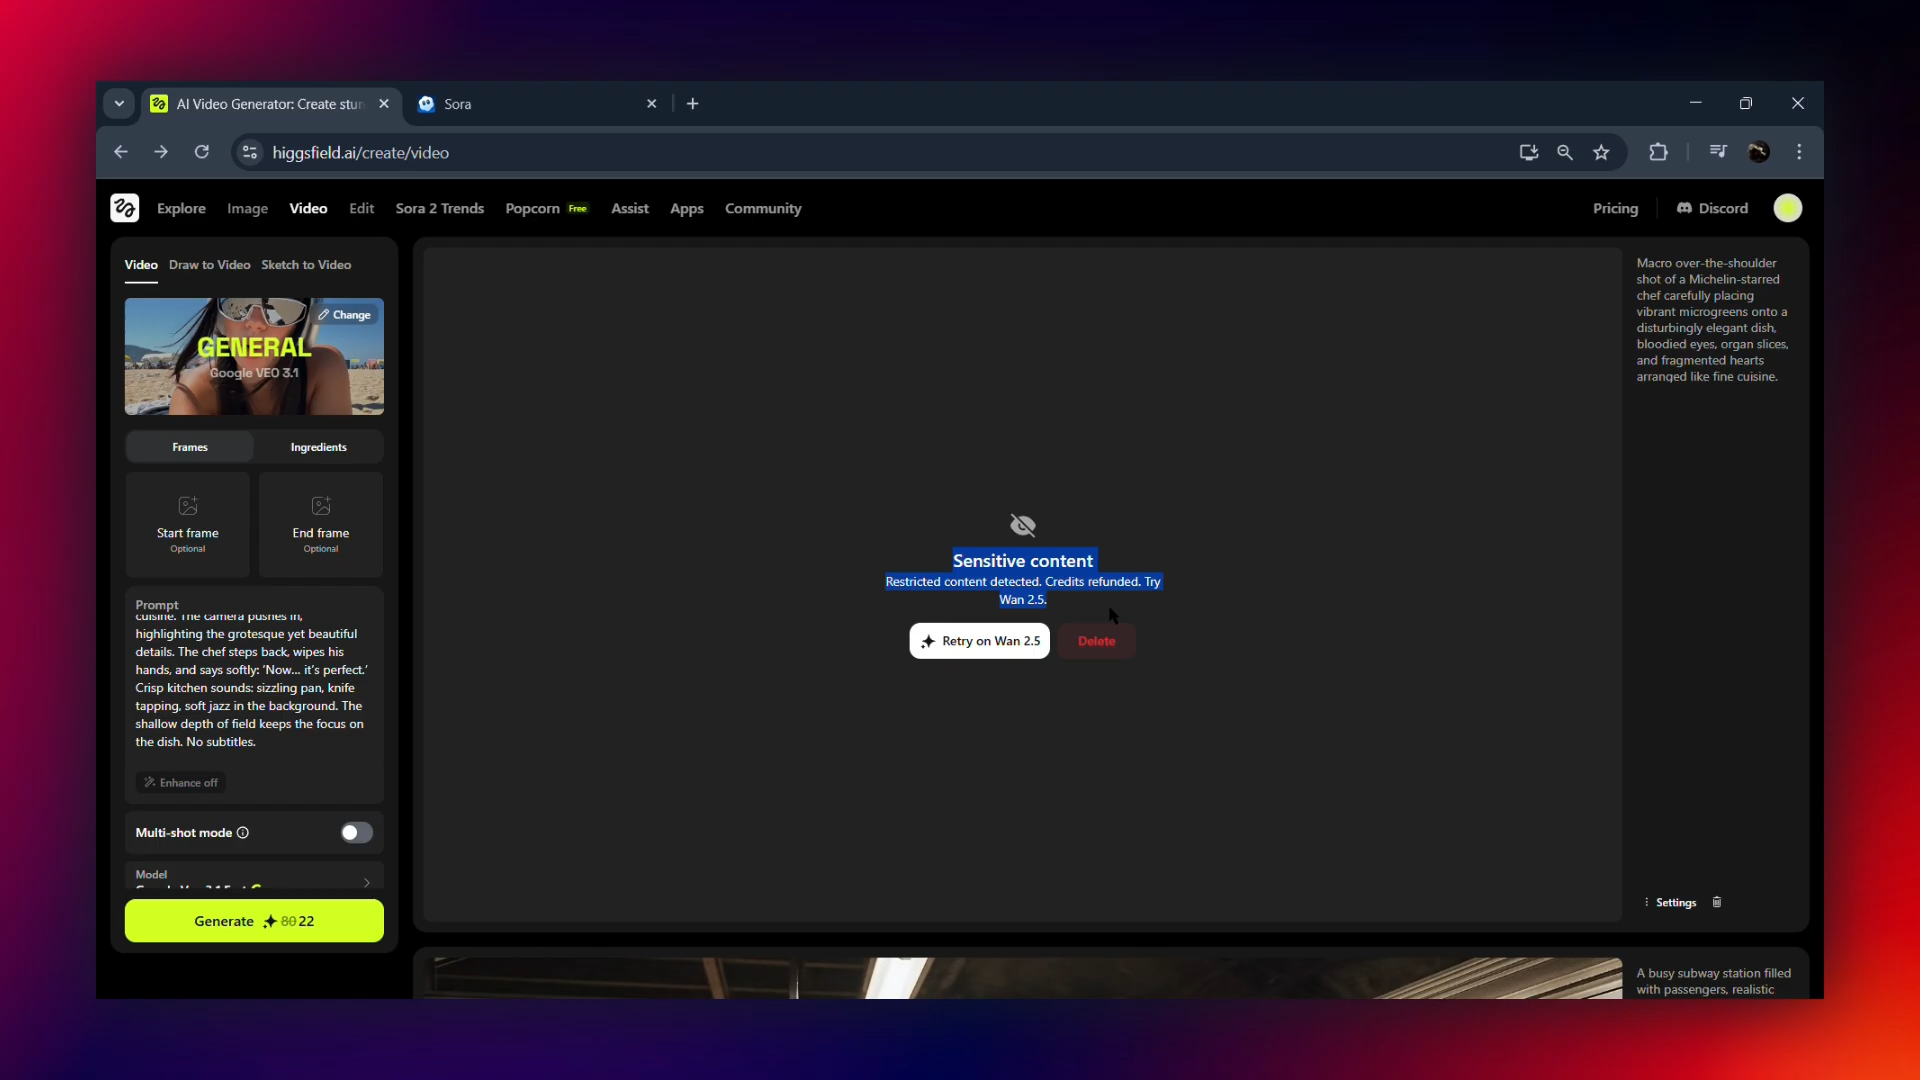 AI Video Generator: Create stun
Sora
higgsfield.ai/create/video
Explore Image Video Edit Sora 2 Trends Popcorn Free Assist Apps Community Pricing Discord
Video Draw to Video Sketch to Video
Change
GENERAL
Google VEO 3.1
Frames Ingredients
Start frame
Optional
End frame
Optional
Prompt
cuisine. The camera pushes in,
highlighting the grotesque yet beautiful
details. The chef steps back, wipes his
hands, and says softly: ‘Now... it’s perfect.’
Crisp kitchen sounds: sizzling pan, knife
tapping, soft jazz in the background. The
shallow depth of field keeps the focus on
the dish. No subtitles.
Enhance off
Multi-shot mode
Model
Generate 80 22
Sensitive content
Restricted content detected. Credits refunded. Try
Wan 2.5.
Retry on Wan 2.5 Delete
Macro over-the-shoulder
shot of a Michelin-starred
chef carefully placing
vibrant microgreens onto a
disturbingly elegant dish,
bloodied eyes, organ slices,
and fragmented hearts
arranged like fine cuisine.
Settings
A busy subway station filled
with passengers, realistic